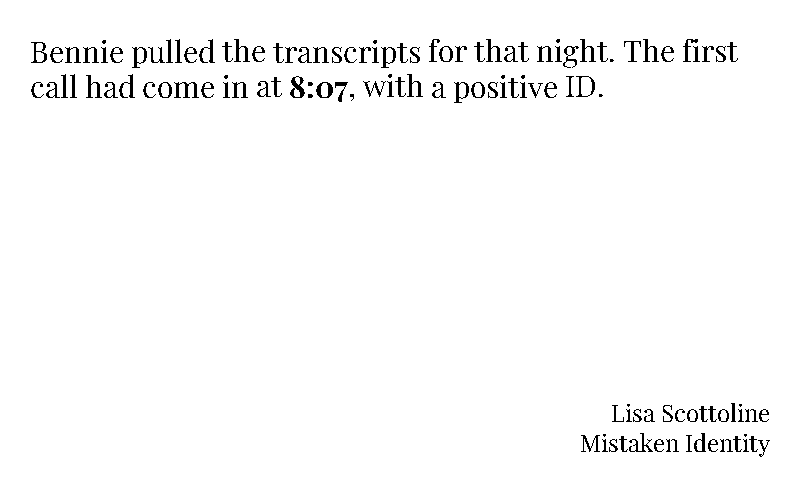 Bennie pulled the transcripts for that night. The first
call had come in at 8:07, with a positive ID.
Lisa Scottoline
Mistaken Identity